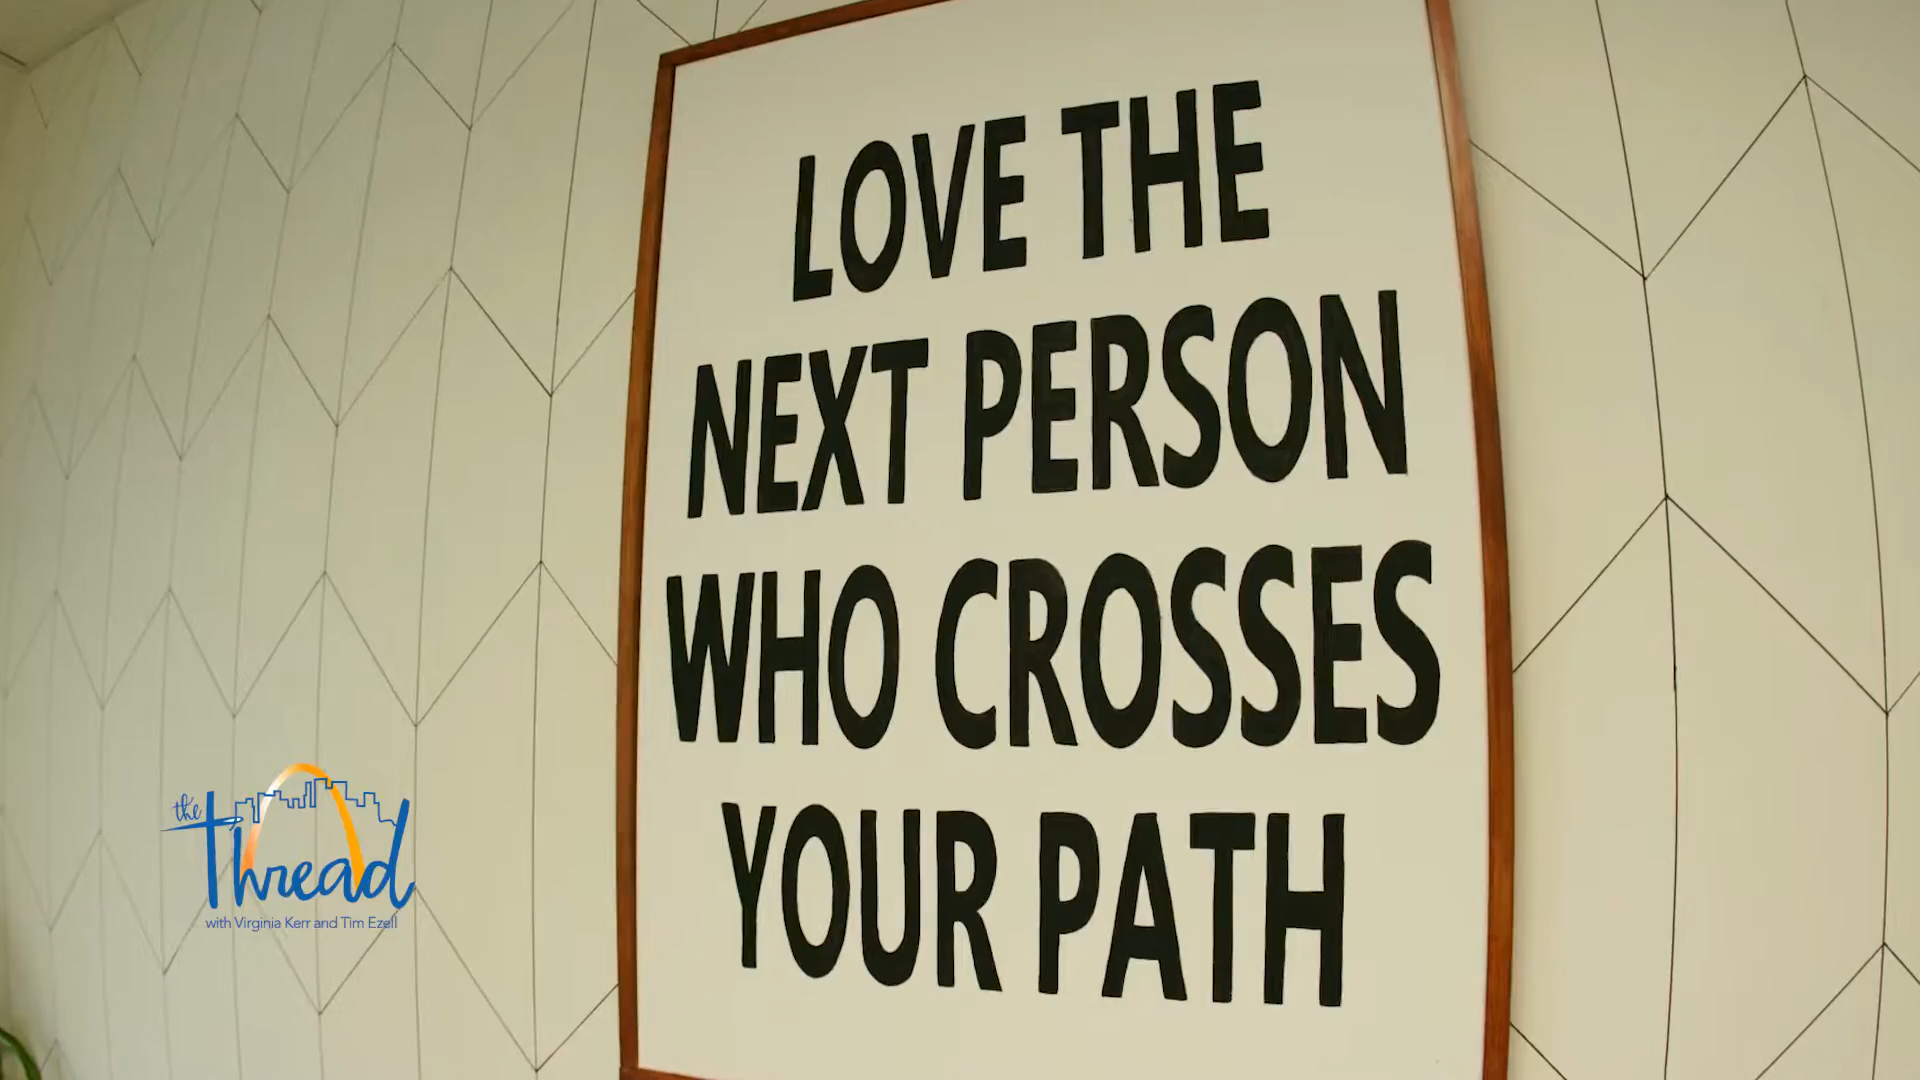 LOVE THE
NEXT PERSON
WHO CROSSES
YOUR PATH
the
thread
with Virginia Kerr and Tim Ezell